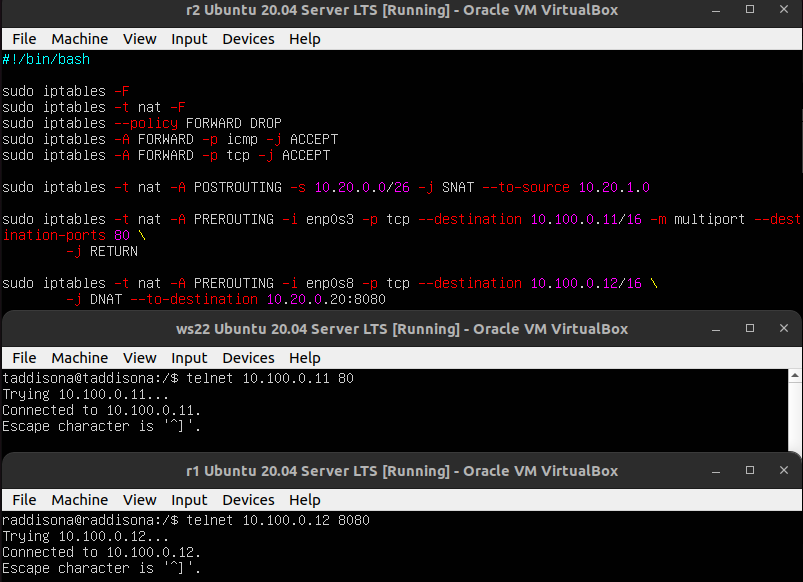 r2 Ubuntu 20.04 Server LTS [Running] - Oracle VM VirtualBox
File Machine View Input Devices Help
#!/bin/bash
sudo iptables -F
sudo iptables -t nat -F
sudo iptables --policy FORWARD DROP
sudo iptables -A FORWARD -p icmp -j ACCEPT
sudo iptables -A FORWARD -p tcp -j ACCEPT
sudo iptables -t nat -A POSTROUTING -s 10.20.0.0/26 -j SNAT --to-source 10.20.1.0
sudo iptables -t nat -A PREROUTING -i enp0s3 -p tcp --destination 10.100.0.11/16 -m multiport --dest
ination-ports 80 \
-j RETURN
sudo iptables -t nat -A PREROUTING -i enp0s8 -p tcp --destination 10.100.0.12/16 \
-j DNAT --to-destination 10.20.0.20:8080
ws22 Ubuntu 20.04 Server LTS [Running] - Oracle VM VirtualBox
File Machine View Input Devices Help
taddisona@taddisona:/$ telnet 10.100.0.11 80
Trying 10.100.0.11...
Connected to 10.100.0.11.
Escape character is '^]'.
r1 Ubuntu 20.04 Server LTS [Running] - Oracle VM VirtualBox
File Machine View Input Devices Help
raddisona@raddisona:/$ telnet 10.100.0.12 8080
Trying 10.100.0.12...
Connected to 10.100.0.12.
Escape character is '^]'.